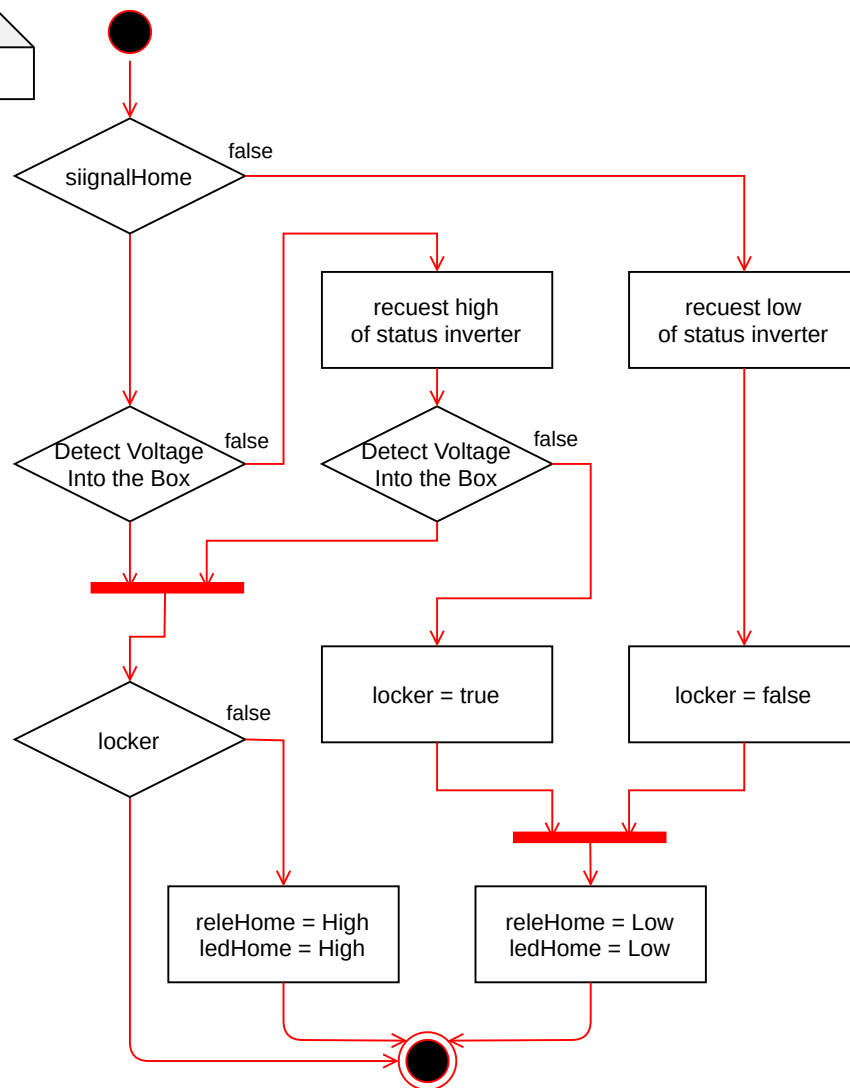 false
siignalHome
recuest high
of status inverter
recuest low
of status inverter
false
Detect Voltage
Into the Box
false
Detect Voltage
Into the Box
locker = true
locker = false
false
locker
releHome = High
ledHome = High
releHome = Low
ledHome = Low